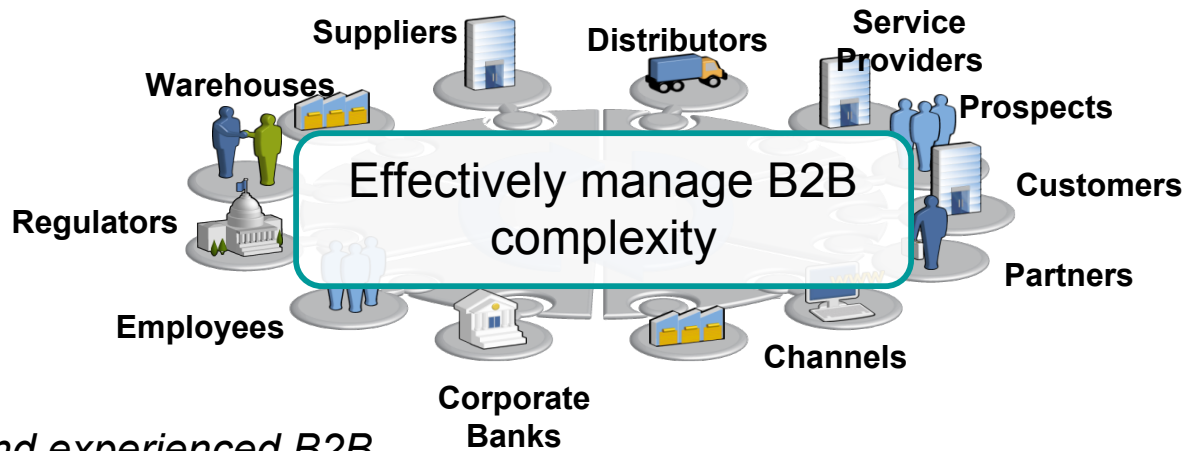 Suppliers
Distributors
Service
Providers
Warehouses
Prospects
Effectively manage B2B
complexity
Customers
Regulators
Partners
Employees
Channels
Corporate
Banks
experienced B2B